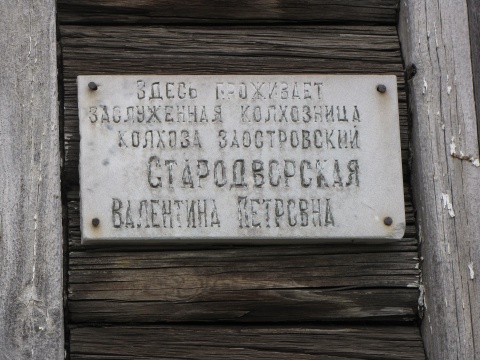 Здесь проживает
заслуженная колхозница
колхоза Заостровский
Стародворская
Валентина Петровна